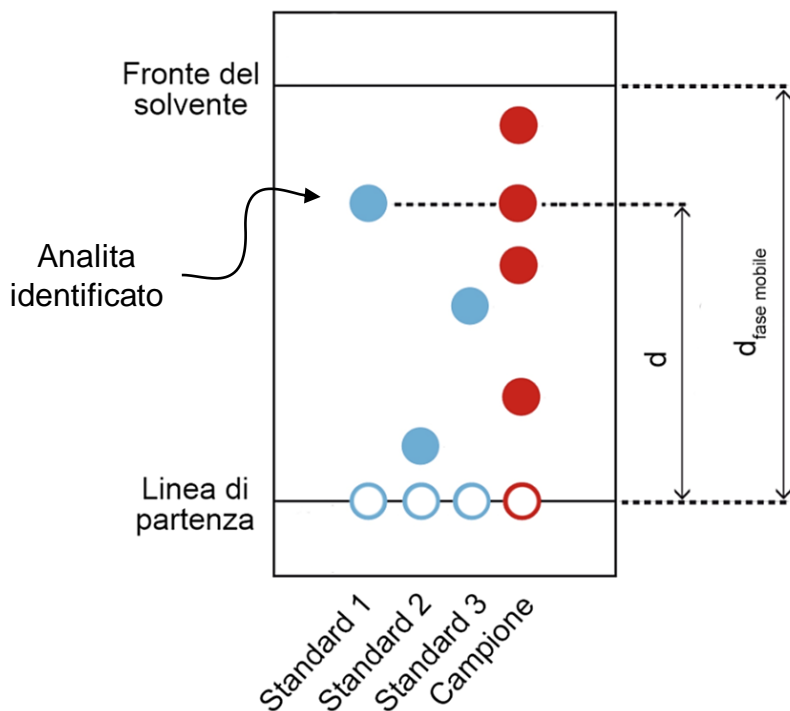 Fronte del
solvente
Analita
identificato
d
dfase mobile
Linea di
partenza
Standard 1
Standard 2
Standard 3
Campione